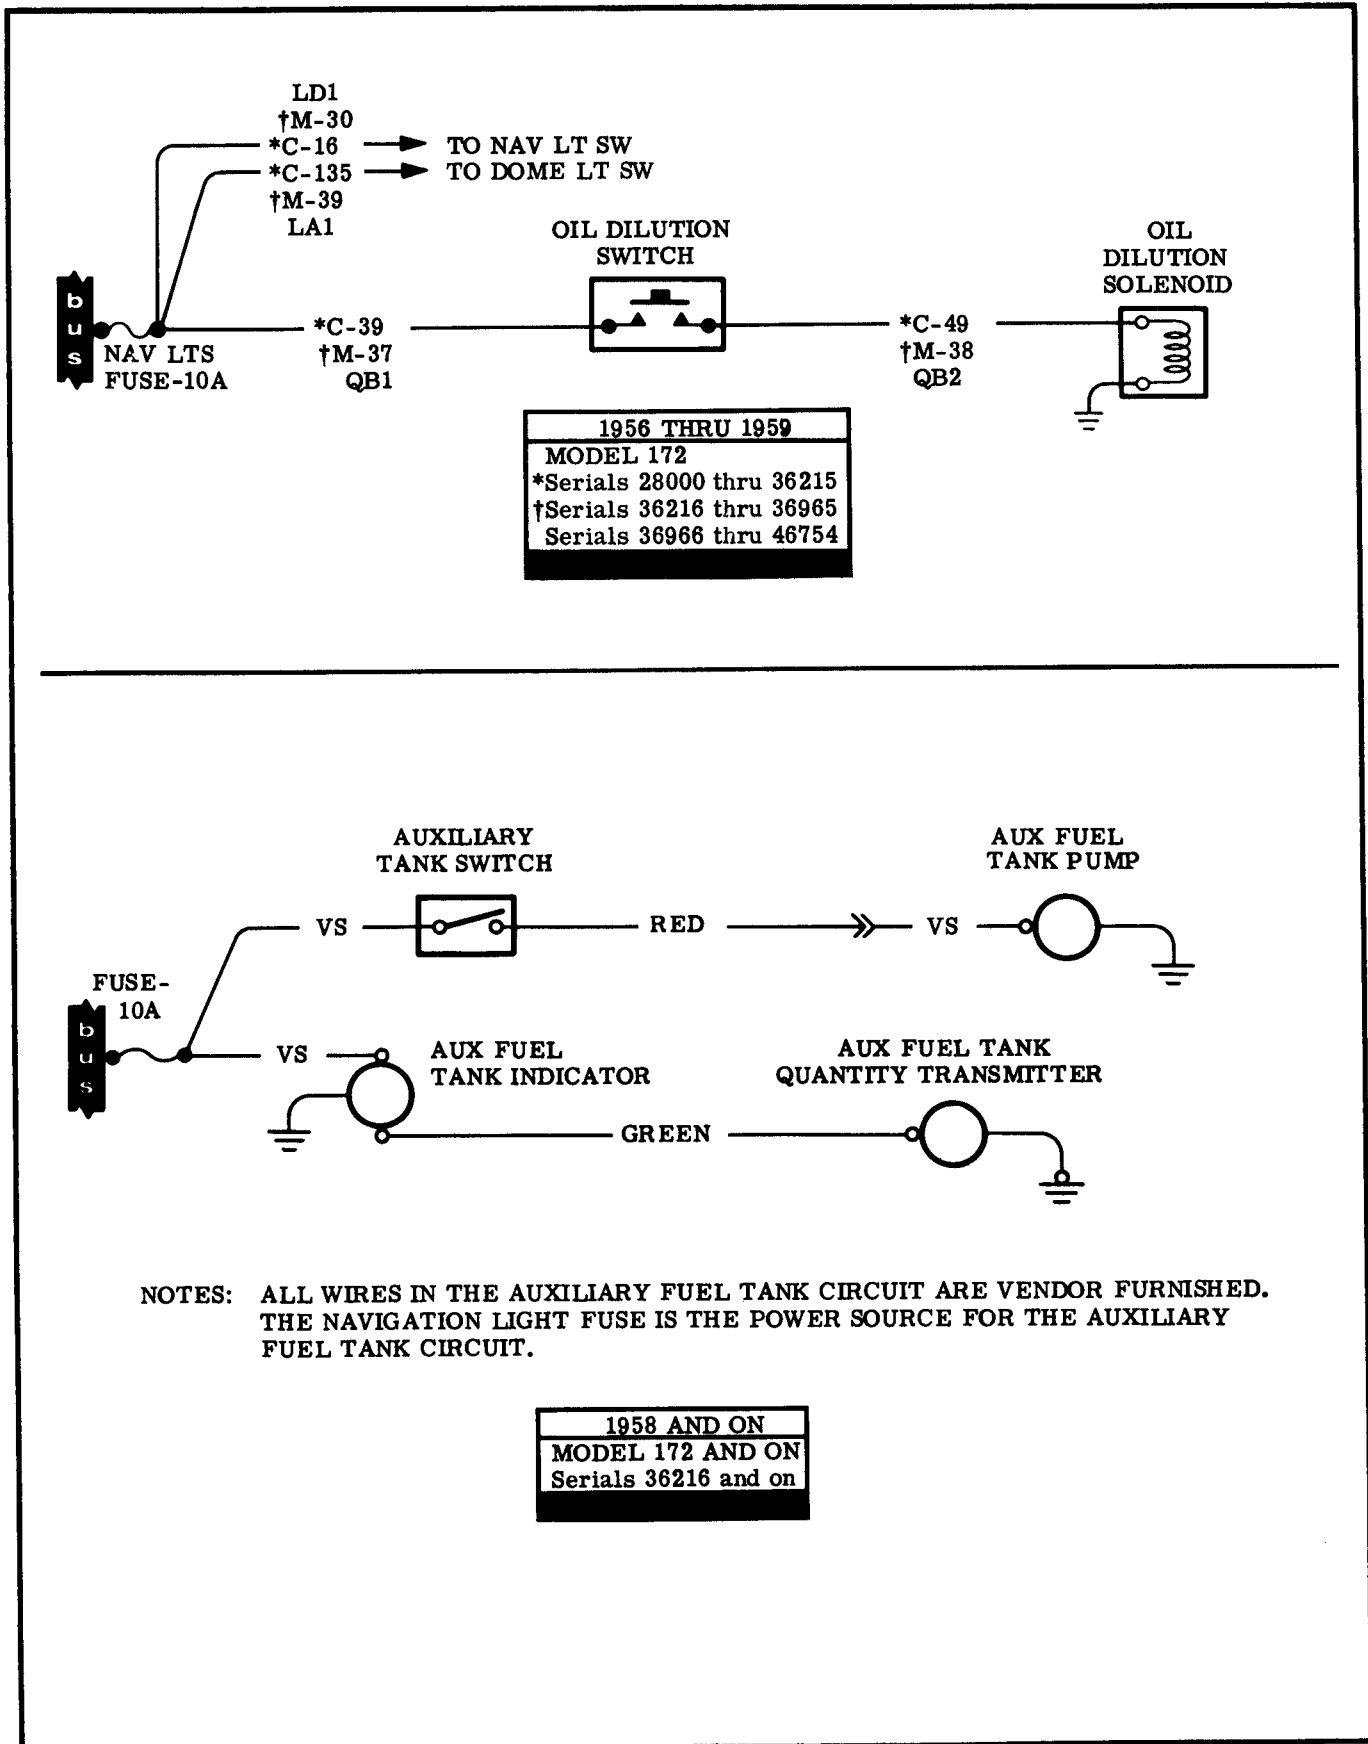 LD1
†M-30
*C-16 TO NAV LT SW
*C-135 TO DOME LT SW
†M-39
LA1
OIL DILUTION
SWITCH
OIL
DILUTION
SOLENOID
bus
NAV LTS
FUSE-10A
*C-39
†M-37
QB1
*C-49
†M-38
QB2
1956 THRU 1959
MODEL 172
*Serials 28000 thru 36215
†Serials 36216 thru 36965
Serials 36966 thru 46754
AUXILIARY
TANK SWITCH
AUX FUEL
TANK PUMP
VS RED VS
FUSE-
10A
bus
VS
AUX FUEL
TANK INDICATOR
AUX FUEL TANK
QUANTITY TRANSMITTER
GREEN
NOTES: ALL WIRES IN THE AUXILIARY FUEL TANK CIRCUIT ARE VENDOR FURNISHED.
THE NAVIGATION LIGHT FUSE IS THE POWER SOURCE FOR THE AUXILIARY
FUEL TANK CIRCUIT.
1958 AND ON
MODEL 172 AND ON
Serials 36216 and on